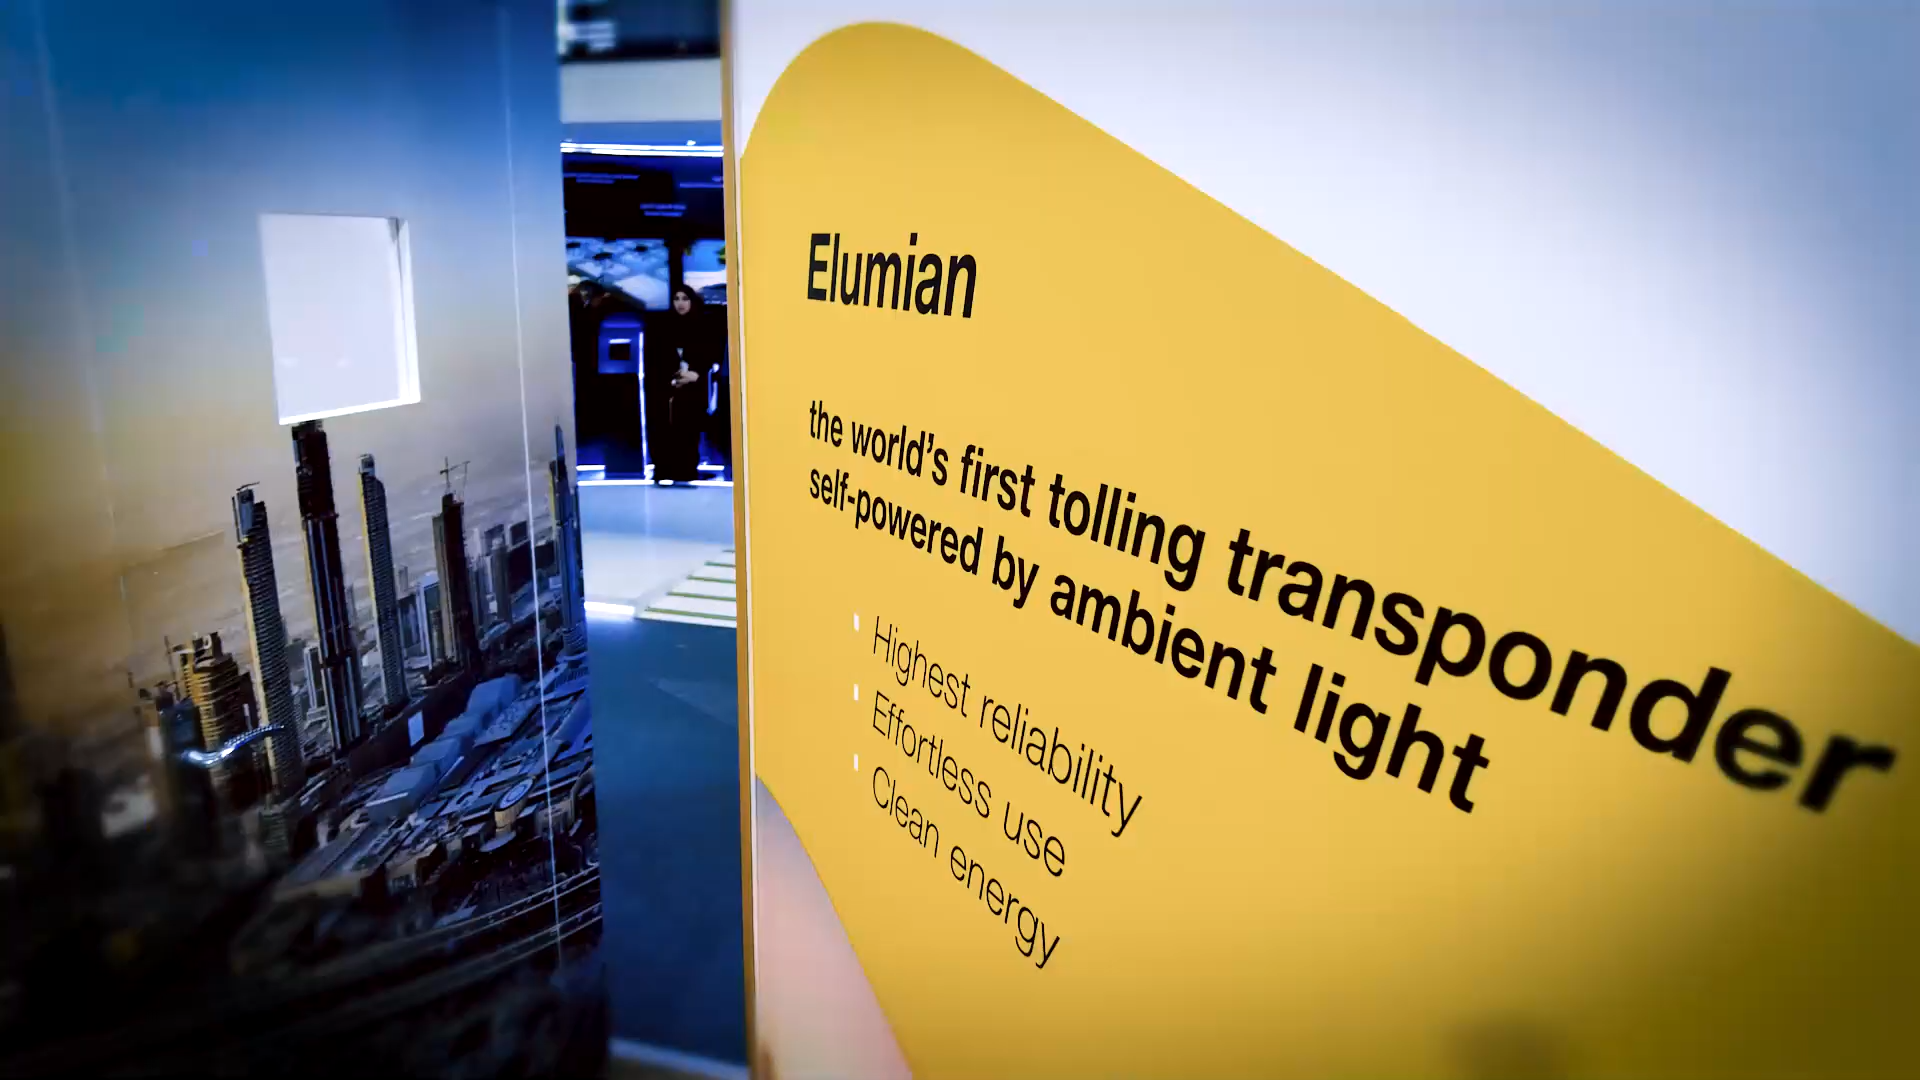 Elumian
the world's first tolling transponder
self-powered by ambient light
Highest reliability
Effortless use
Clean energy